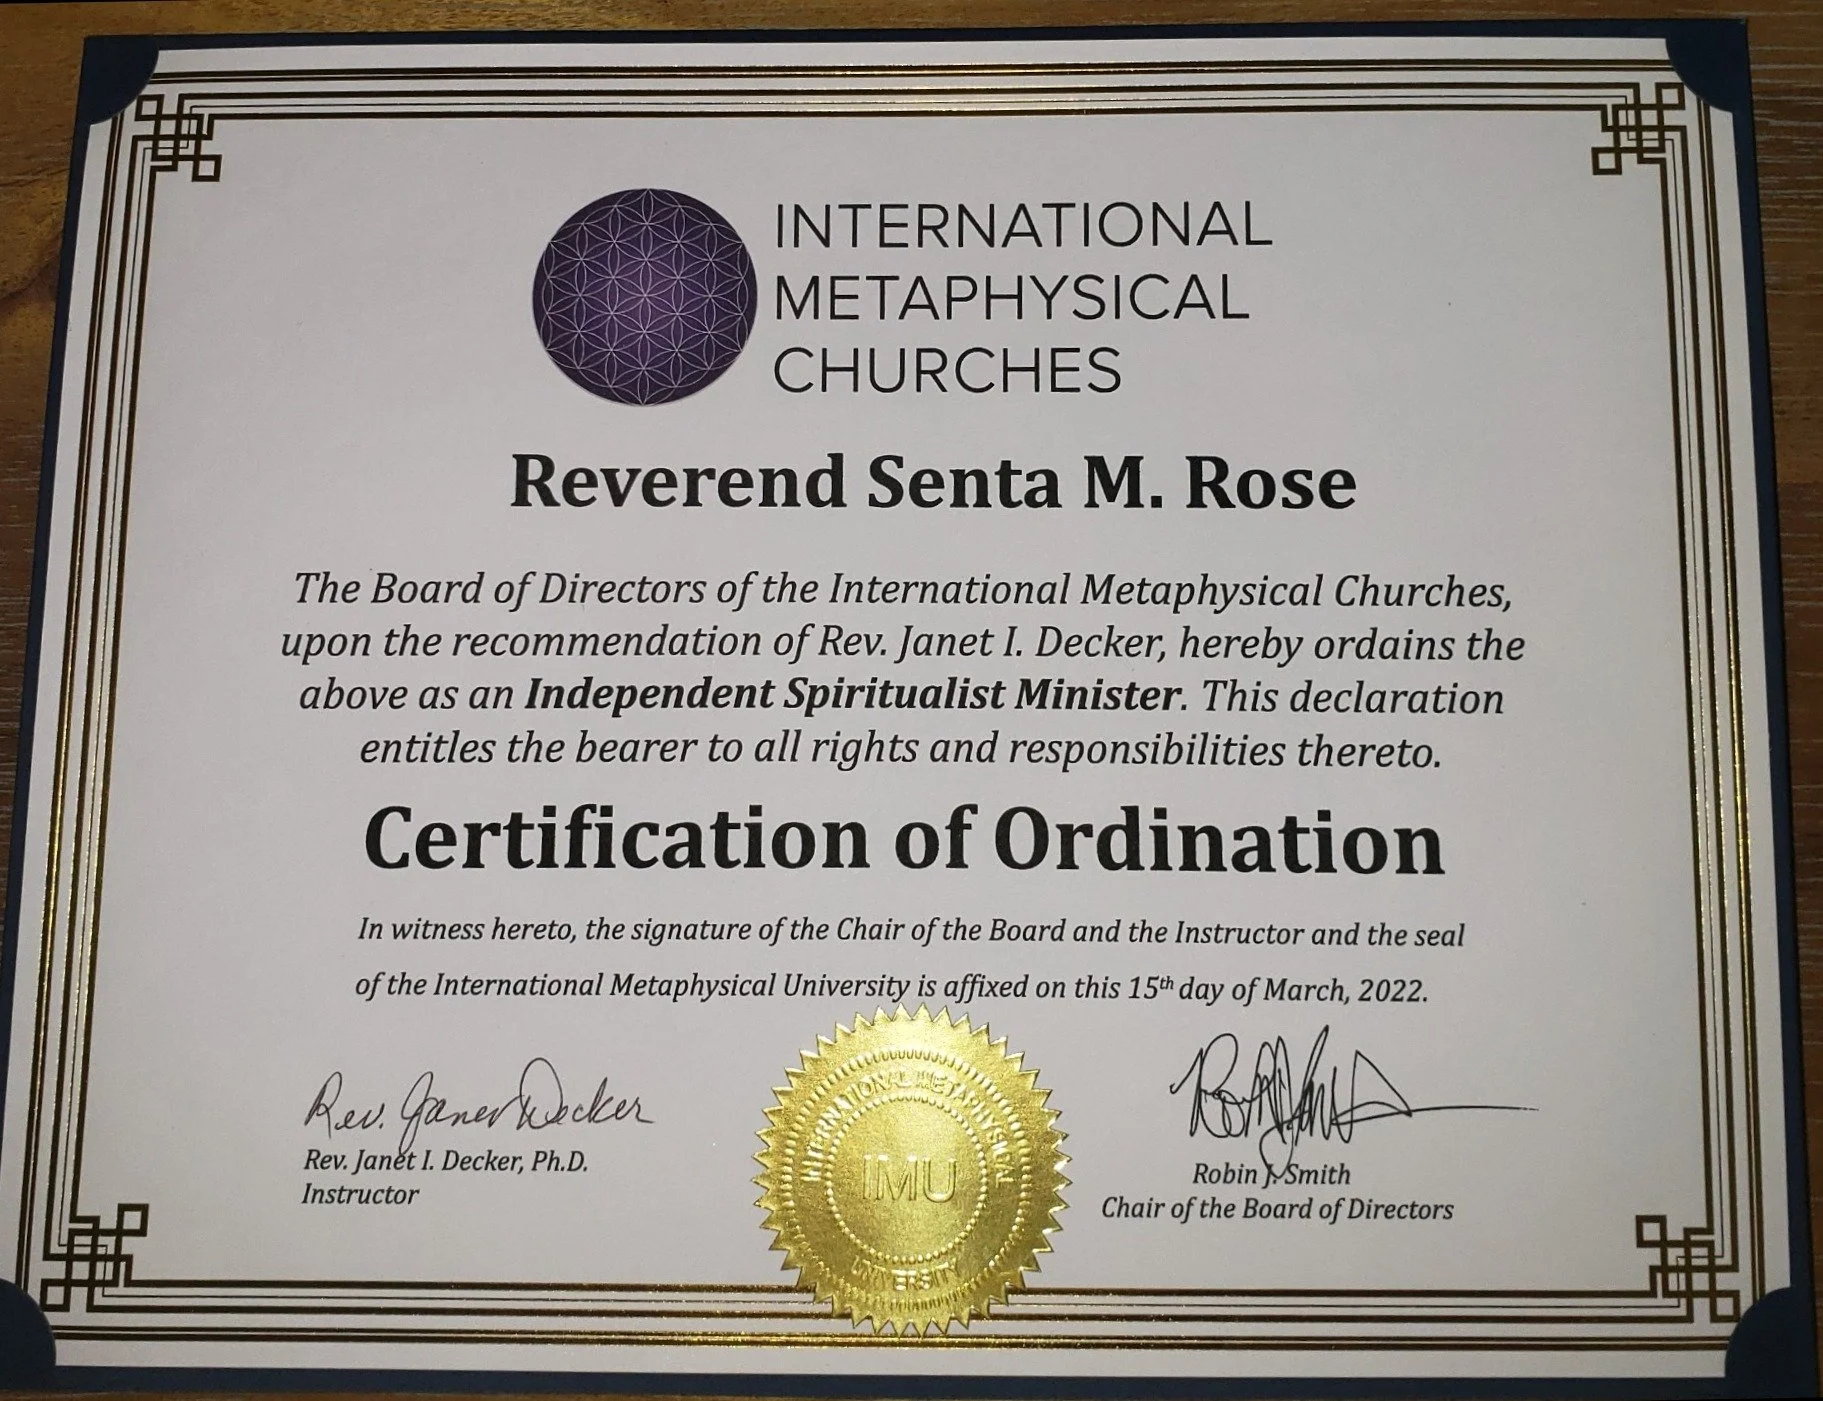 INTERNATIONAL
METAPHYSICAL
CHURCHES
Reverend Senta M. Rose
The Board of Directors of the International Metaphysical Churches,
upon the recommendation of Rev. Janet I. Decker, hereby ordains the
above as an Independent Spiritualist Minister. This declaration
entitles the bearer to all rights and responsibilities thereto.
Certification of Ordination
In witness hereto, the signature of the Chair of the Board and the Instructor and the seal
of the International Metaphysical University is affixed on this 15th day of March, 2022.
Rev. Janet Decker
Rev. Janet I. Decker, Ph.D.
Instructor
INTERNATIONAL METAPHYSICAL
IMU
UNIVERSITY
Robin J. Smith
Chair of the Board of Directors